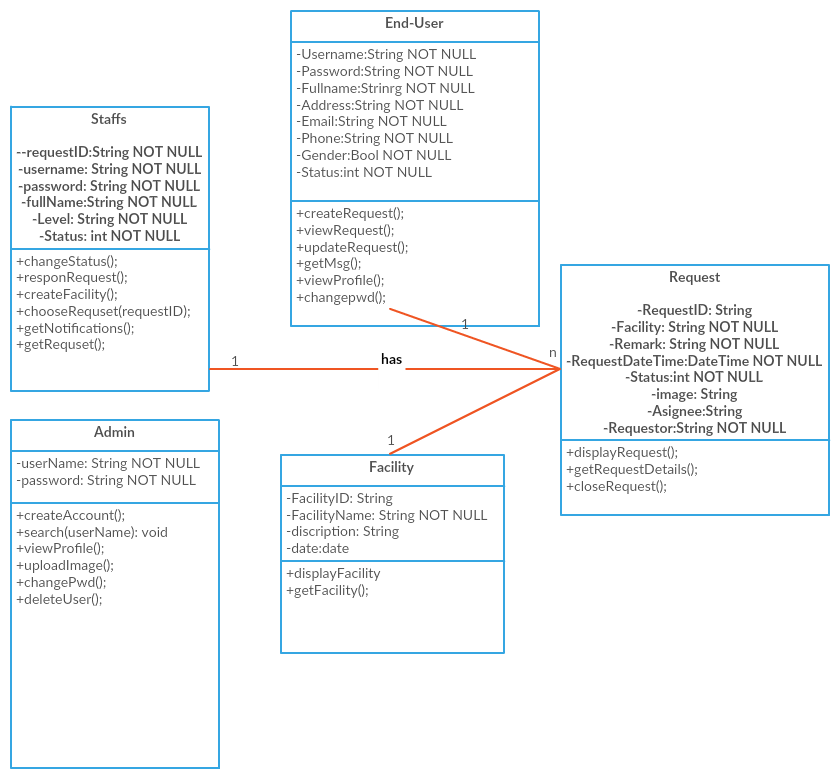 End-User
-Username:String NOT NULL
-Password:String NOT NULL
-Fullname:Strinrg NOT NULL
-Address:String NOT NULL
-Email:String NOT NULL
-Phone:String NOT NULL
-Gender:Bool NOT NULL
-Status:int NOT NULL
+createRequest();
+viewRequest();
+updateRequest();
+getMsg();
+viewProfile();
+changepwd();
Staffs
--requestID:String NOT NULL
-username: String NOT NULL
-password: String NOT NULL
-fullName:String NOT NULL
-Level: String NOT NULL
-Status: int NOT NULL
+changeStatus();
+responRequest();
+createFacility();
+chooseRequset(requestID);
+getNotifications();
+getRequset();
1
1
has
n
1
Request
-RequestID: String
-Facility: String NOT NULL
-Remark: String NOT NULL
-RequestDateTime:DateTime NOT NULL
-Status:int NOT NULL
-image: String
-Asignee:String
-Requestor:String NOT NULL
+displayRequest();
+getRequestDetails();
+closeRequest();
Admin
-userName: String NOT NULL
-password: String NOT NULL
+createAccount();
+search(userName): void
+viewProfile();
+uploadImage();
+changePwd();
+deleteUser();
Facility
-FacilityID: String
-FacilityName: String NOT NULL
-discription: String
-date:date
+displayFacility
+getFacility();